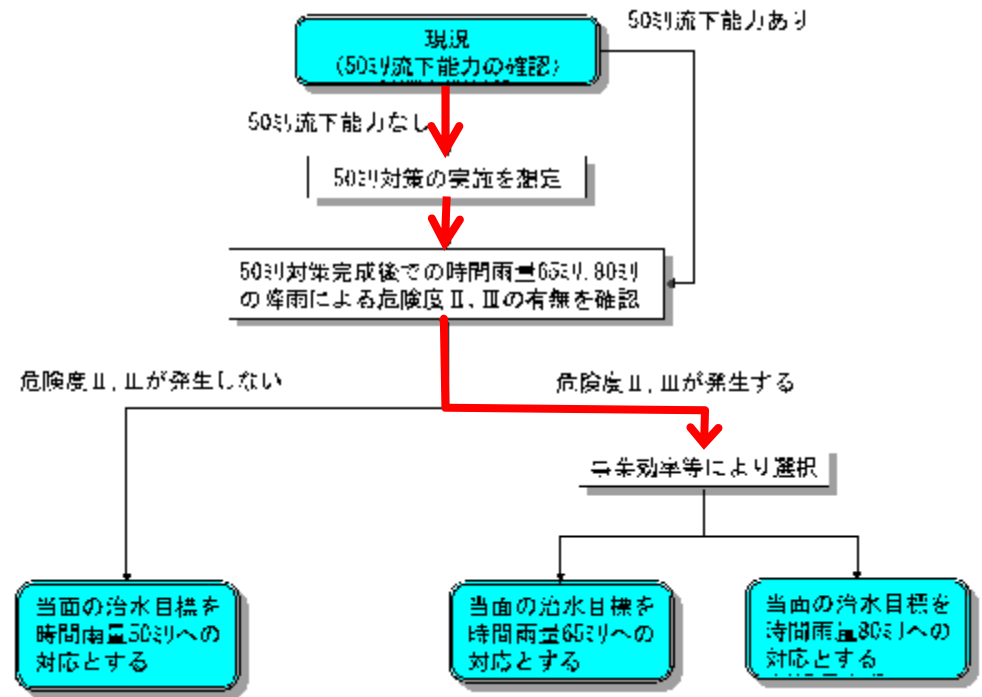 50ﾐﾘ流下能力あり
現況
(50ﾐﾘ流下能力の確認)
50ﾐﾘ流下能力なし
50ﾐﾘ対策の実施を想定
50ﾐﾘ対策完成後での時間雨量65ﾐﾘ,80ﾐﾘ
の降雨による危険度Ⅱ,Ⅲの有無を確認
危険度Ⅱ,Ⅲが発生しない
危険度Ⅱ,Ⅲが発生する
事業効率等により選択
当面の治水目標を
時間雨量50ﾐﾘへの
対応とする
当面の治水目標を
時間雨量65ﾐﾘへの
対応とする
当面の治水目標を
時間雨量80ﾐﾘへの
対応とする